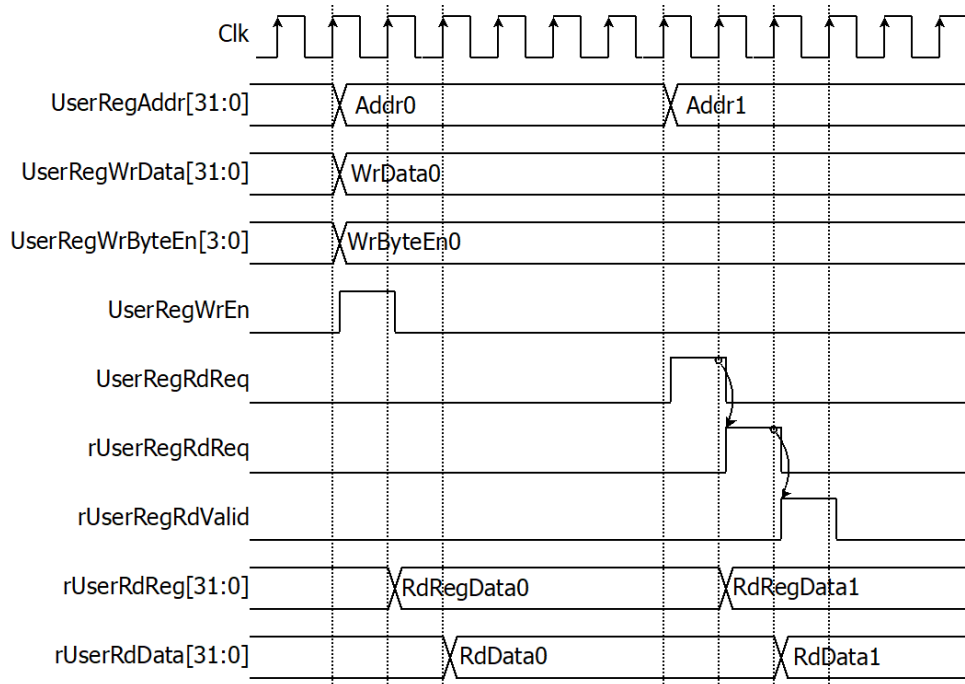 Clk
UserRegAddr[31:0]
Addr0
Addr1
UserRegWrData[31:0]
WrData0
UserRegWrByteEn[3:0]
WrByteEn0
UserRegWrEn
UserRegRdReq
rUserRegRdReq
rUserRegRdValid
rUserRdReg[31:0]
RdRegData0
RdRegData1
rUserRdData[31:0]
RdData0
RdData1